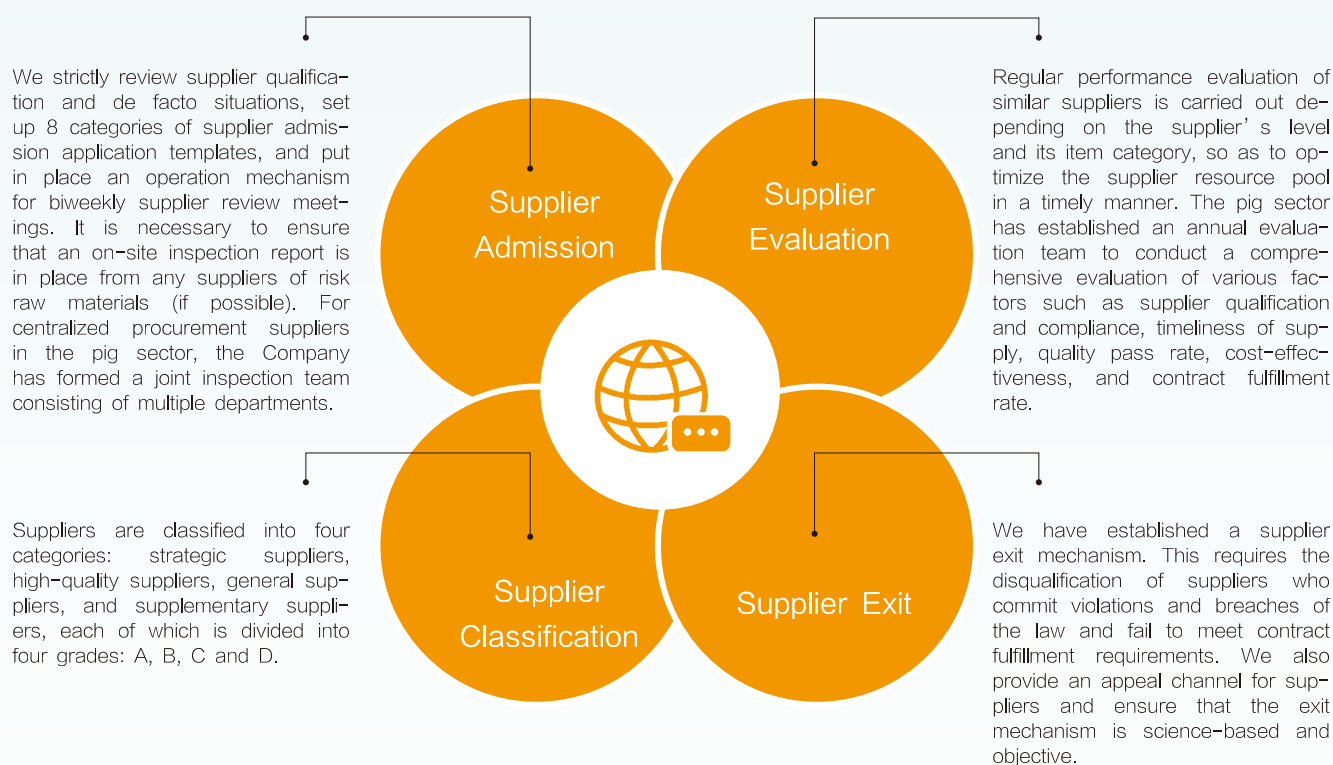 We strictly review supplier qualifica-
tion and de facto situations, set
up 8 categories of supplier admis-
sion application templates, and put
in place an operation mechanism
for biweekly supplier review meet-
ings. It is necessary to ensure
that an on-site inspection report is
in place from any suppliers of risk
raw materials (if possible). For
centralized procurement suppliers
in the pig sector, the Company
has formed a joint inspection team
consisting of multiple departments.
Supplier
Admission
Supplier
Evaluation
Regular performance evaluation of
similar suppliers is carried out de-
pending on the supplier's level
and its item category, so as to op-
timize the supplier resource pool
in a timely manner. The pig sector
has established an annual evalua-
tion team to conduct a compre-
hensive evaluation of various fac-
tors such as supplier qualification
and compliance, timeliness of sup-
ply, quality pass rate, cost-effec-
tiveness, and contract fulfillment
rate.
Suppliers are classified into four
categories: strategic suppliers,
high-quality suppliers, general sup-
pliers, and supplementary suppli-
ers, each of which is divided into
four grades: A, B, C and D.
Supplier
Classification
Supplier Exit
We have established a supplier
exit mechanism. This requires the
disqualification of suppliers who
commit violations and breaches of
the law and fail to meet contract
fulfillment requirements. We also
provide an appeal channel for sup-
pliers and ensure that the exit
mechanism is science-based and
objective.